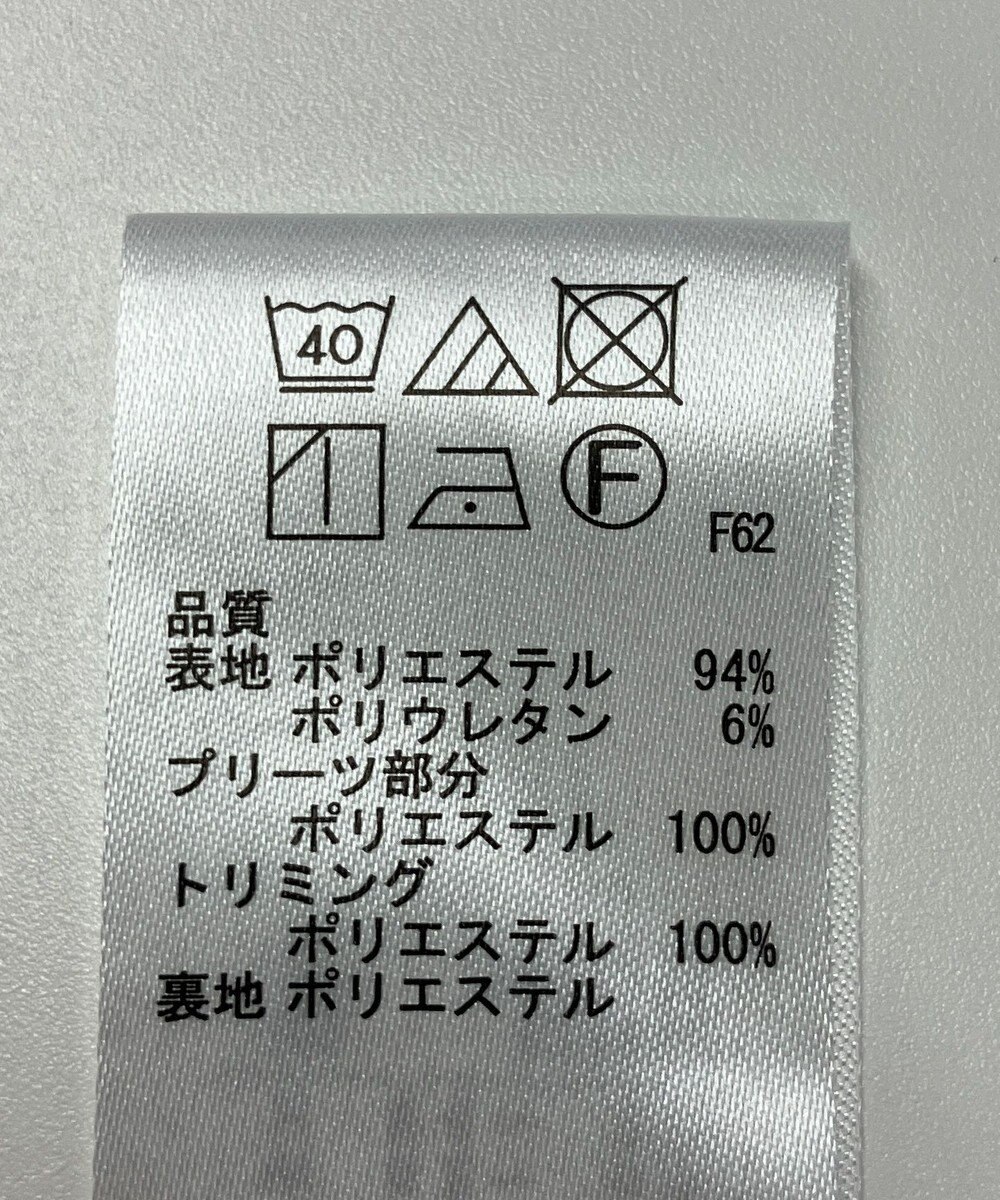 40
F
F62
品質
表地 ポリエステル 94%
ポリウレタン 6%
プリーツ部分
ポリエステル 100%
トリミング
ポリエステル 100%
裏地 ポリエステル